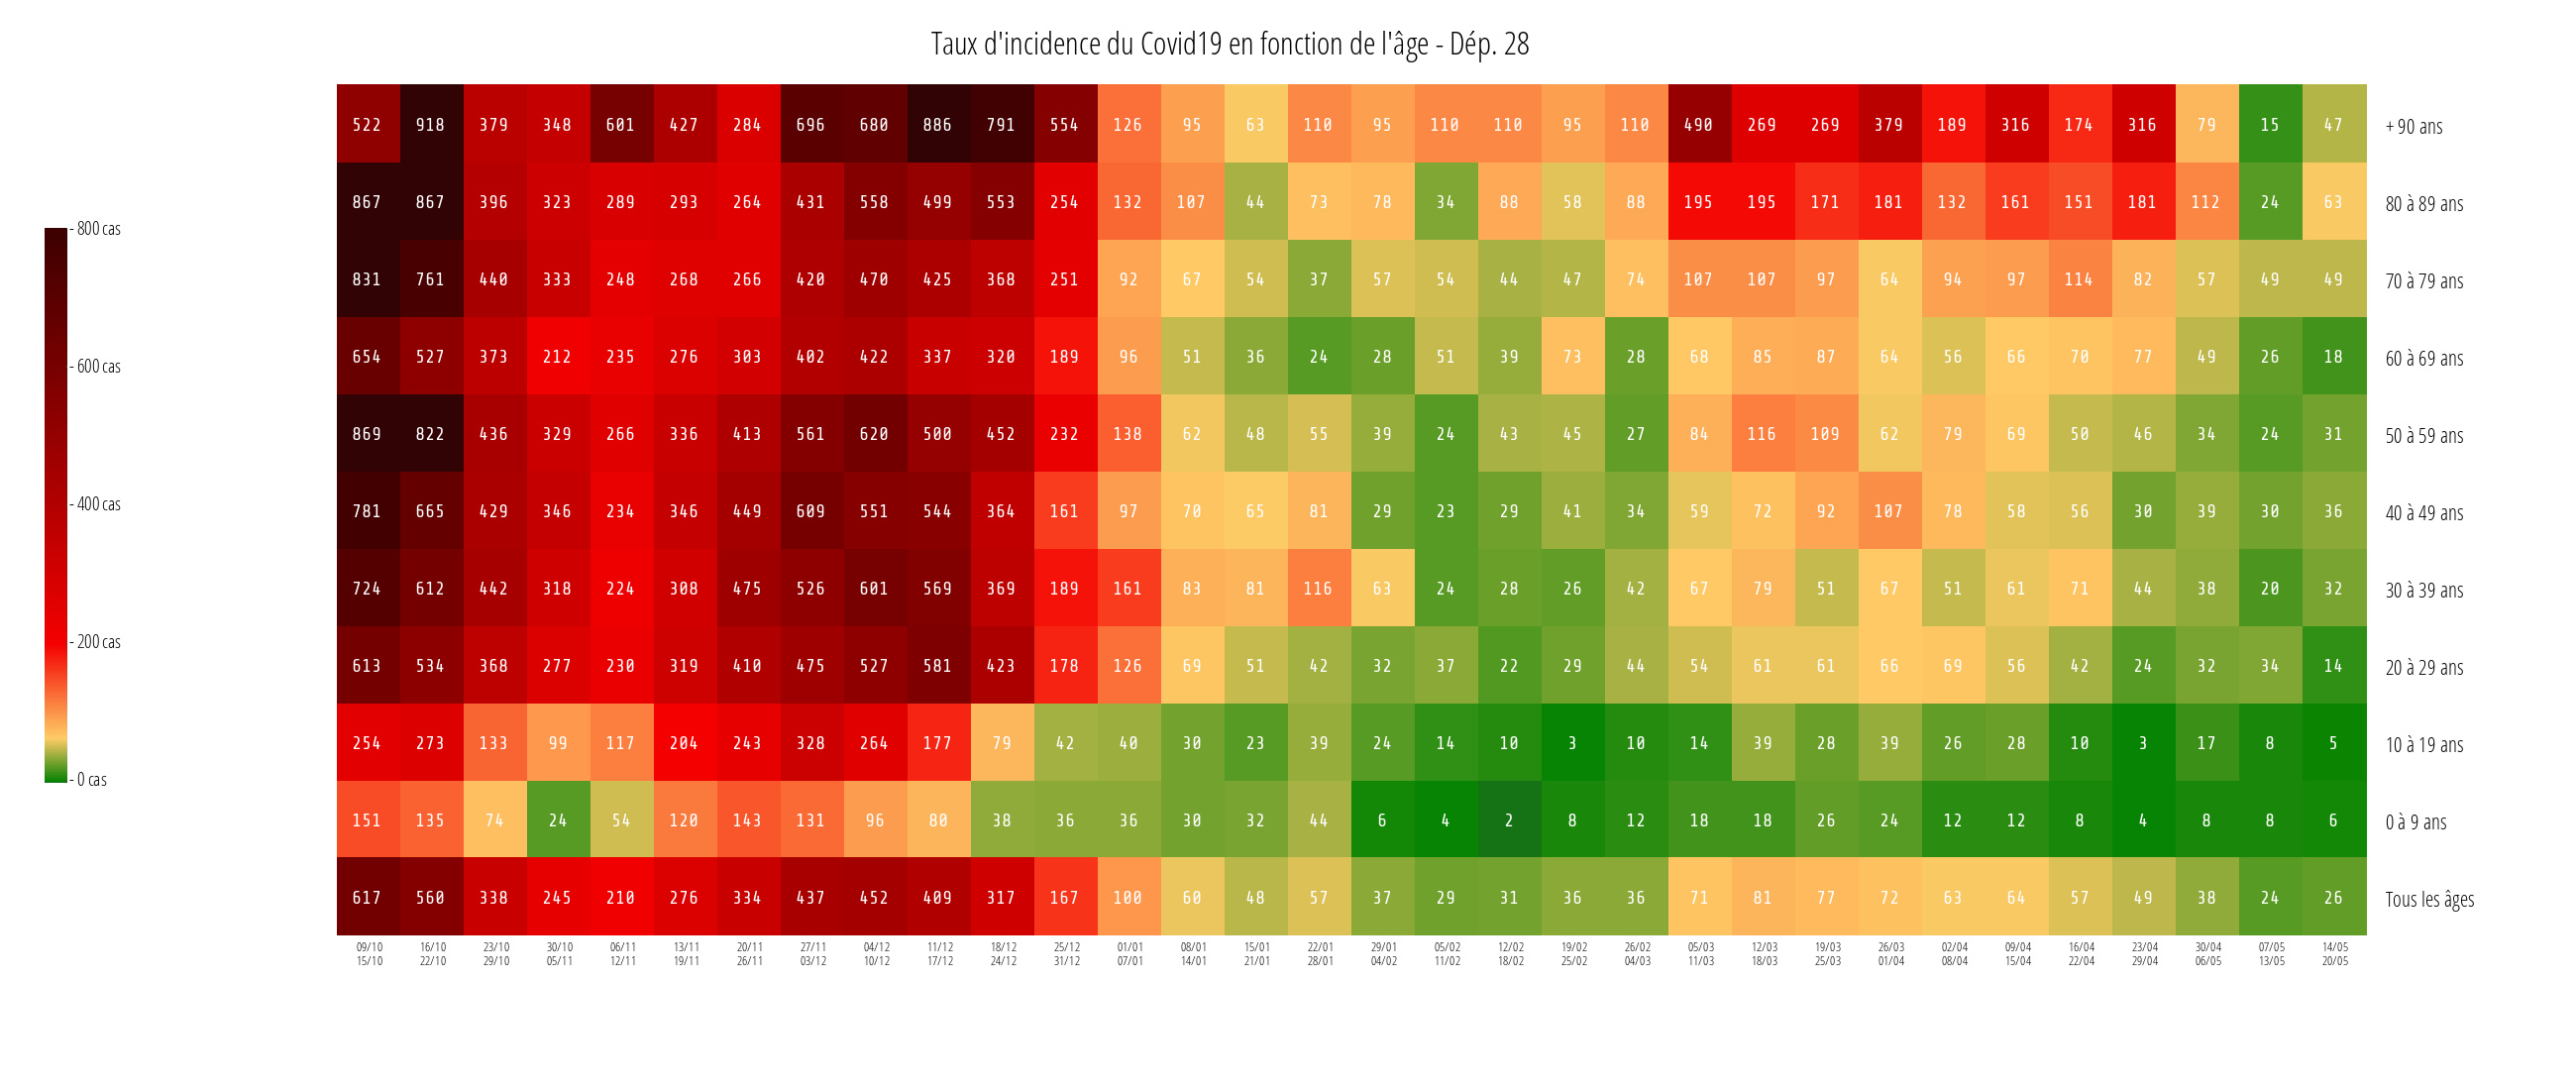 Taux d'incidence du Covid19 en fonction de l'âge - Dép. 28
522 918 379 348 601 427 284 696 680 886 791 554 126 95 63 110 95 110 110 95 110 490 269 269 379 189 316 174 316 79 15 47 + 90 ans
867 867 396 323 289 293 264 431 558 499 553 254 132 107 44 73 78 34 88 58 88 195 195 171 181 132 161 151 181 112 24 63 80 à 89 ans
831 761 440 333 248 268 266 420 470 425 368 251 92 67 54 37 57 54 44 47 74 107 107 97 64 94 97 114 82 57 49 49 70 à 79 ans
654 527 373 212 235 276 303 402 422 337 320 189 96 51 36 24 28 51 39 73 28 68 85 87 64 56 66 70 77 49 26 18 60 à 69 ans
869 822 436 329 266 336 413 561 620 500 452 232 138 62 48 55 39 24 43 45 27 84 116 109 62 79 69 50 46 34 24 31 50 à 59 ans
781 665 429 346 234 346 449 609 551 544 364 161 97 70 65 81 29 23 29 41 34 59 72 92 107 78 58 56 30 39 30 36 40 à 49 ans
724 612 442 318 224 308 475 526 601 569 369 189 161 83 81 116 63 24 28 26 42 67 79 51 67 51 61 71 44 38 20 32 30 à 39 ans
613 534 368 277 230 319 410 475 527 581 423 178 126 69 51 42 32 37 22 29 44 54 61 61 66 69 56 42 24 32 34 14 20 à 29 ans
254 273 133 99 117 204 243 328 264 177 79 42 40 30 23 39 24 14 10 3 10 14 39 28 39 26 28 10 3 17 8 5 10 à 19 ans
151 135 74 24 54 120 143 131 96 80 38 36 36 30 32 44 6 4 2 8 12 18 18 26 24 12 12 8 4 8 8 6 0 à 9 ans
617 560 338 245 210 276 334 437 452 409 317 167 100 60 48 57 37 29 31 36 36 71 81 77 72 63 64 57 49 38 24 26 Tous les âges
09/10 16/10 23/10 30/10 06/11 13/11 20/11 27/11 04/12 11/12 18/12 25/12 01/01 08/01 15/01 22/01 29/01 05/02 12/02 19/02 26/02 05/03 12/03 19/03 26/03 02/04 09/04 16/04 23/04 30/04 07/05 14/05
15/10 22/10 29/10 05/11 12/11 19/11 26/11 03/12 10/12 17/12 24/12 31/12 07/01 14/01 21/01 28/01 04/02 11/02 18/02 25/02 04/03 11/03 18/03 25/03 01/04 08/04 15/04 22/04 29/04 06/05 13/05 20/05
- 800 cas
- 600 cas
- 400 cas
- 200 cas
- 0 cas